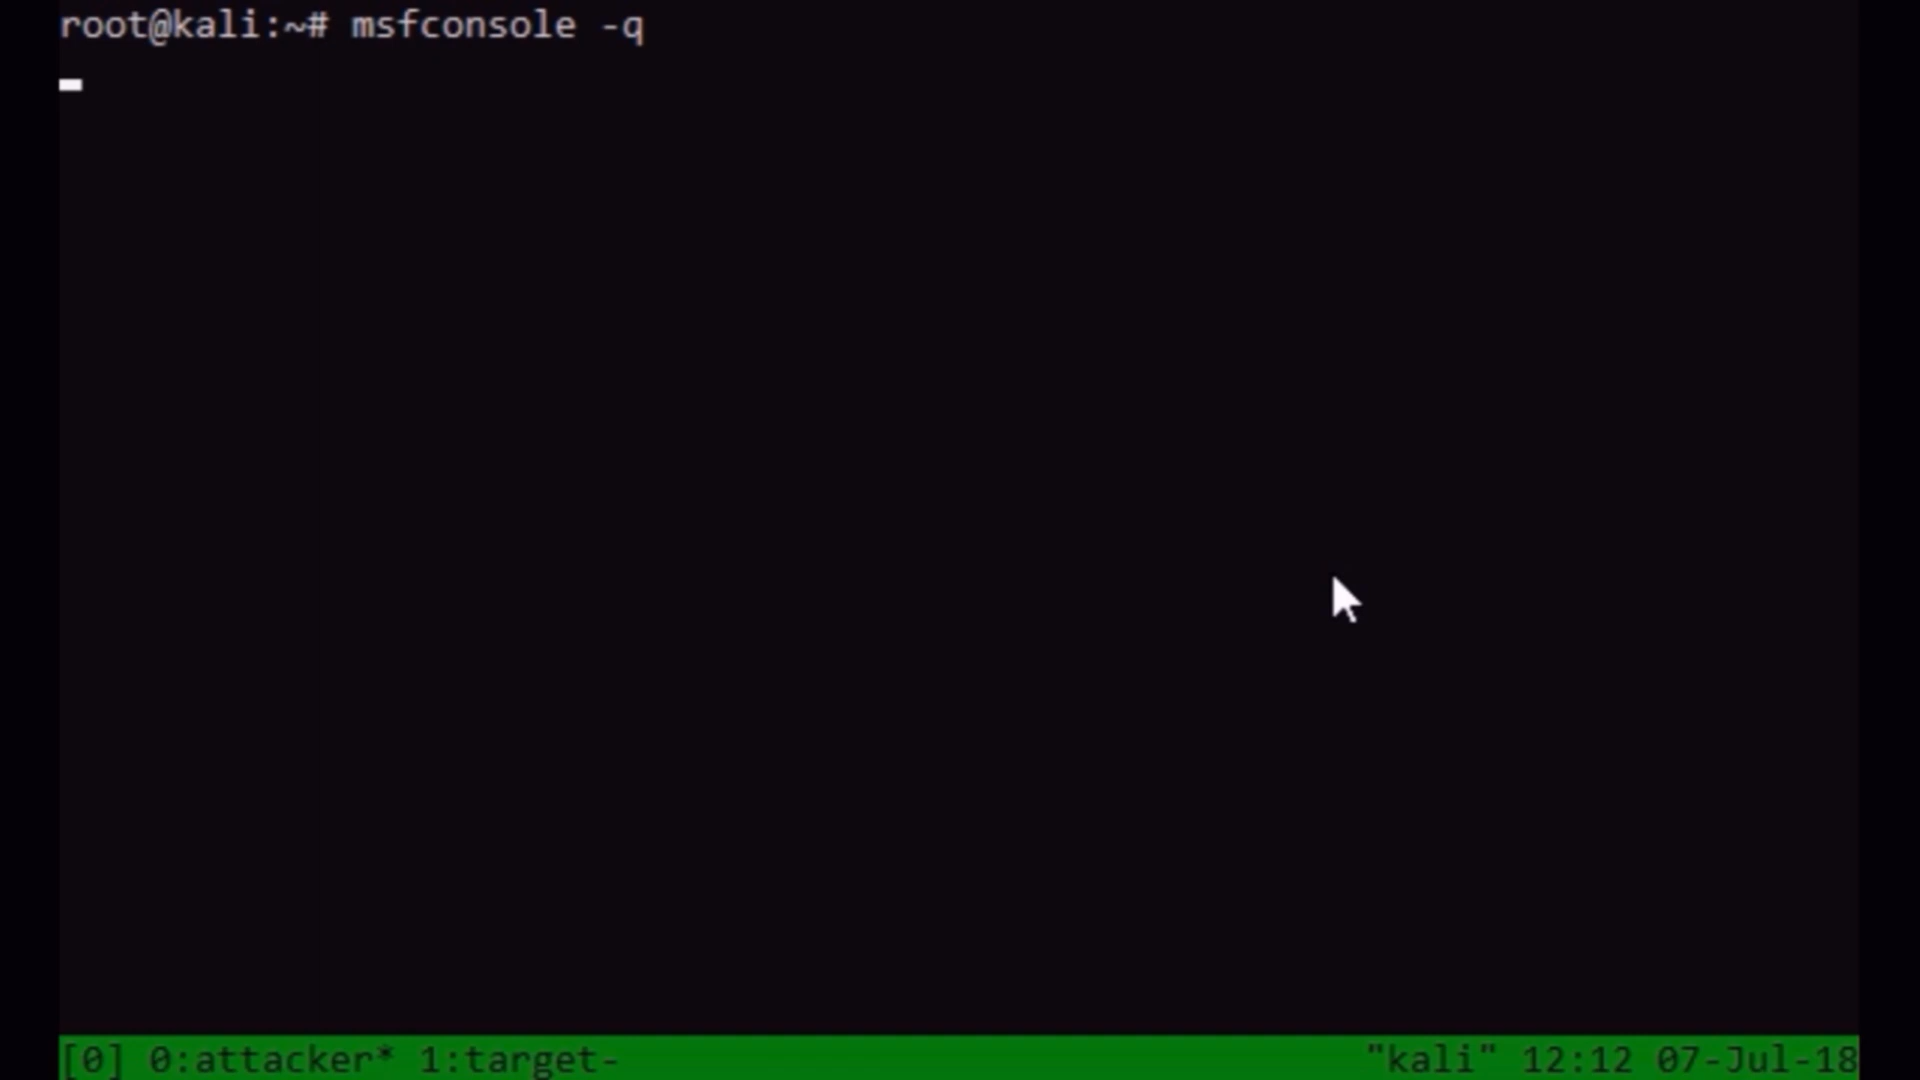 root@kali:~# msfconsole -q
[0] 0:attacker* 1:target- "kali" 12:12 07-Jul-18